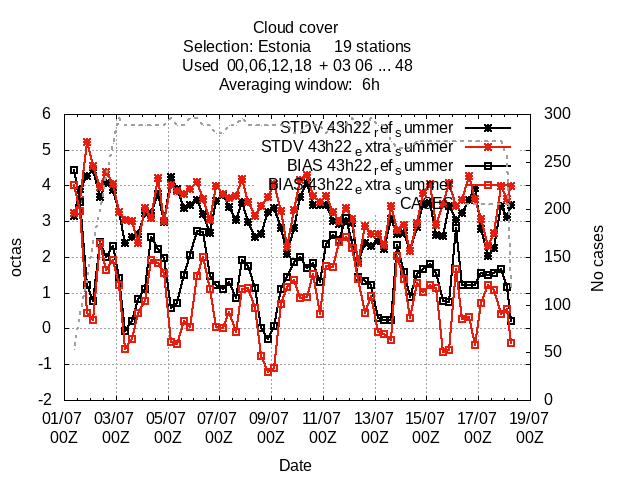 Cloud cover
Selection: Estonia 19 stations
Used 00,06,12,18 + 03 06 ... 48
Averaging window: 6h
STDV 43h22_ref_summer
STDV 43h22_extra_summer
BIAS 43h22_ref_summer
BIAS 43h22_extra_summer
CASES
octas
No cases
6
5
4
3
2
1
0
-1
-2
300
250
200
150
100
50
0
01/07 03/07 05/07 07/07 09/07 11/07 13/07 15/07 17/07 19/07
00Z 00Z 00Z 00Z 00Z 00Z 00Z 00Z 00Z 00Z
Date